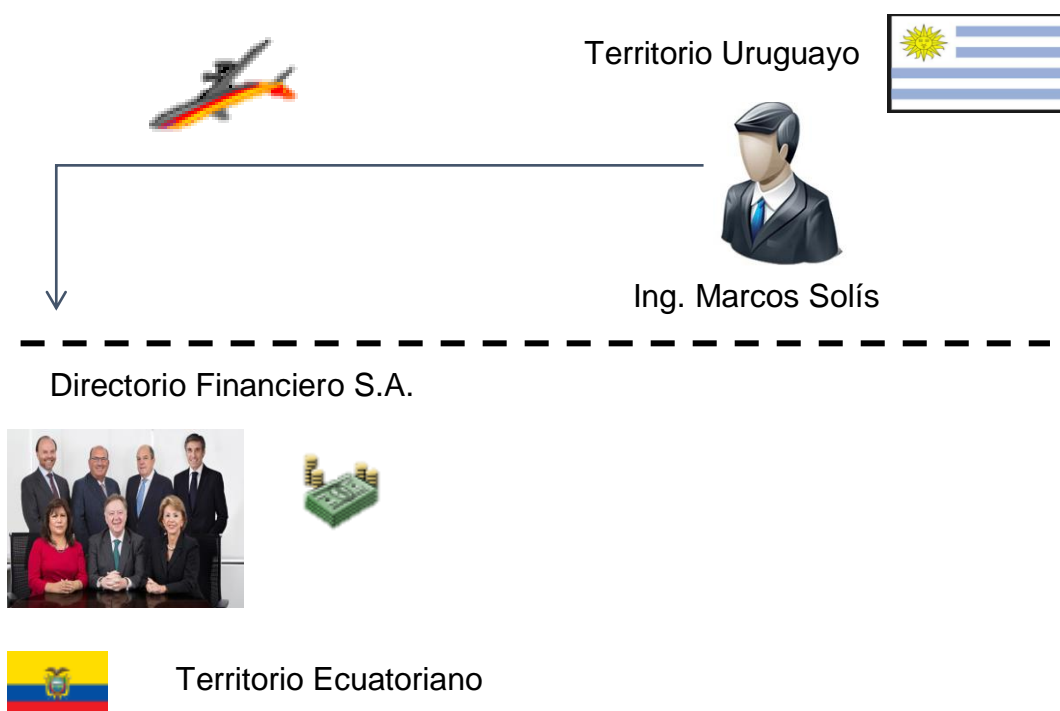 Territorio Uruguayo
Ing. Marcos Solís
Directorio Financiero S.A.
Territorio Ecuatoriano